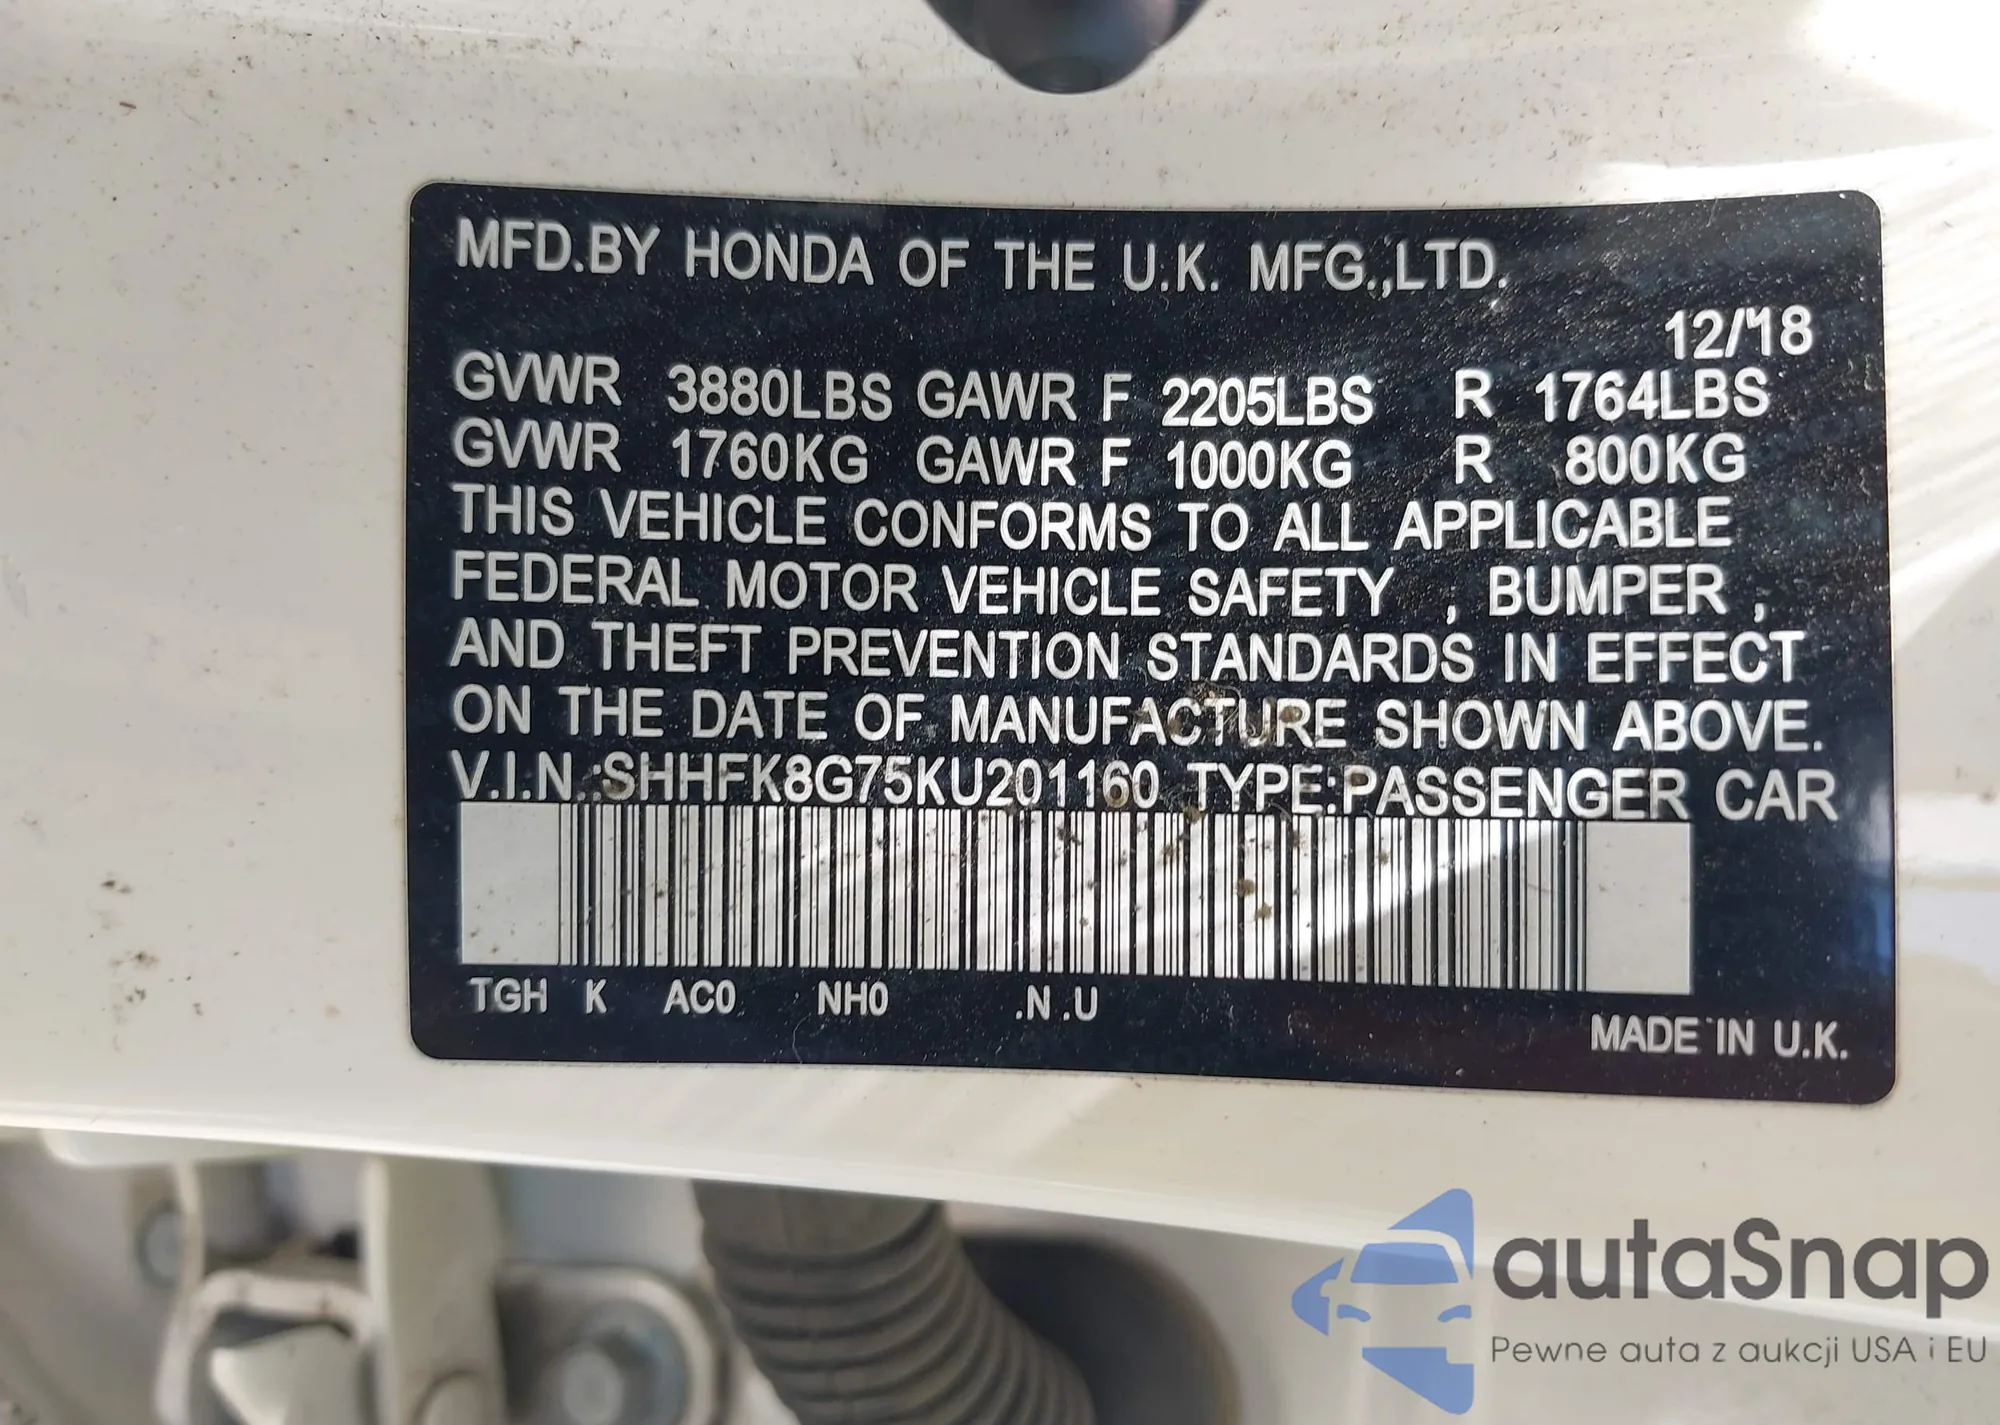 MFD.BY HONDA OF THE U.K. MFG.,LTD.
12/18
GVWR 3880LBS GAWR F 2205LBS R 1764LBS
GVWR 1760KG GAWR F 1000KG R 800KG
THIS VEHICLE CONFORMS TO ALL APPLICABLE
FEDERAL MOTOR VEHICLE SAFETY , BUMPER ,
AND THEFT PREVENTION STANDARDS IN EFFECT
ON THE DATE OF MANUFACTURE SHOWN ABOVE.
V.I.N.:SHHFK8G75KU201160 TYPE:PASSENGER CAR
TGH K AC0 NH0 .N .U
MADE IN U.K.
autaSnap
Pewne auta z aukcji USA i EU